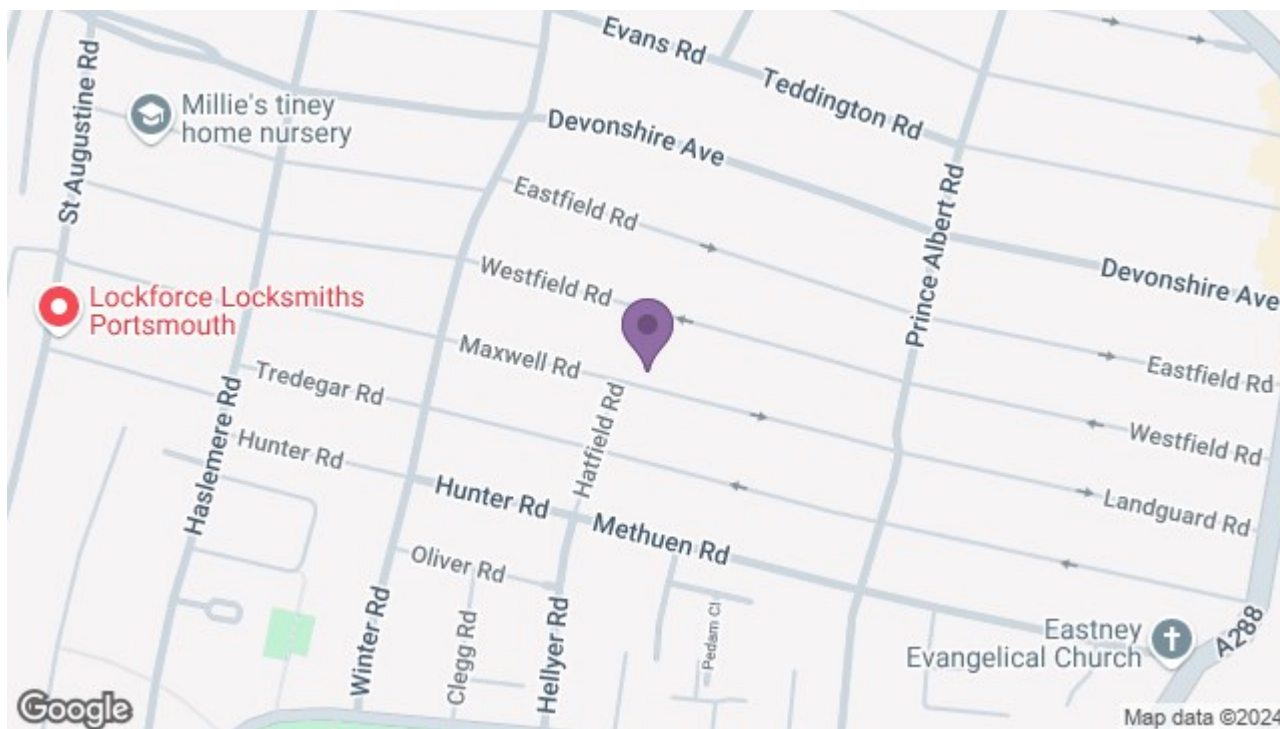 Evans Rd
Teddington Rd
St Augustine Rd
Millie's tiney
home nursery
Devonshire Ave
Eastfield Rd
Prince Albert Rd
Devonshire Ave
Westfield Rd
Lockforce Locksmiths
Portsmouth
Maxwell Rd
Eastfield Rd
Tredegar Rd
Haslemere Rd
Hatfield Rd
Westfield Rd
Hunter Rd
Hunter Rd
Landguard Rd
Methuen Rd
Oliver Rd
Winter Rd
Clegg Rd
Hellyer Rd
Pedam Cl
Eastney
Evangelical Church
A288
Google
Map data ©2024